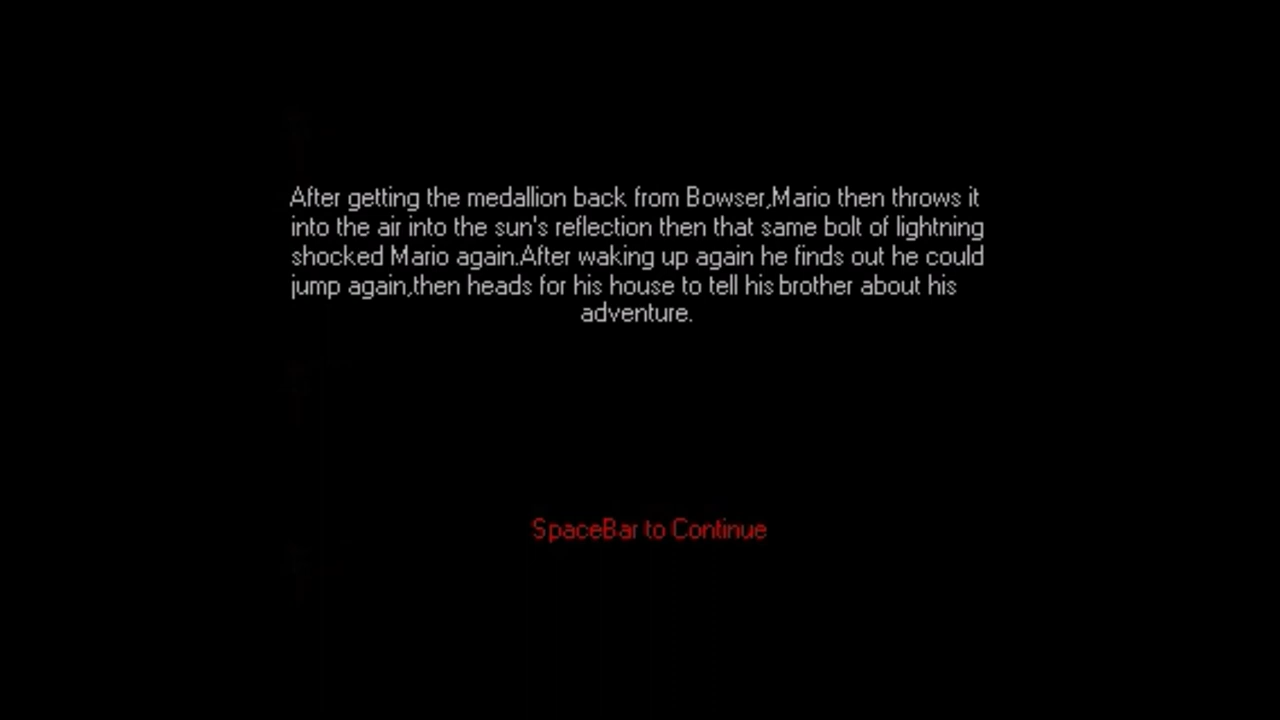 After getting the medallion back from Bowser,Mario then throws it
into the air into the sun's reflection then that same bolt of lightning
shocked Mario again.After waking up again he finds out he could
jump again,then heads for his house to tell his brother about his
adventure.
SpaceBar to Continue